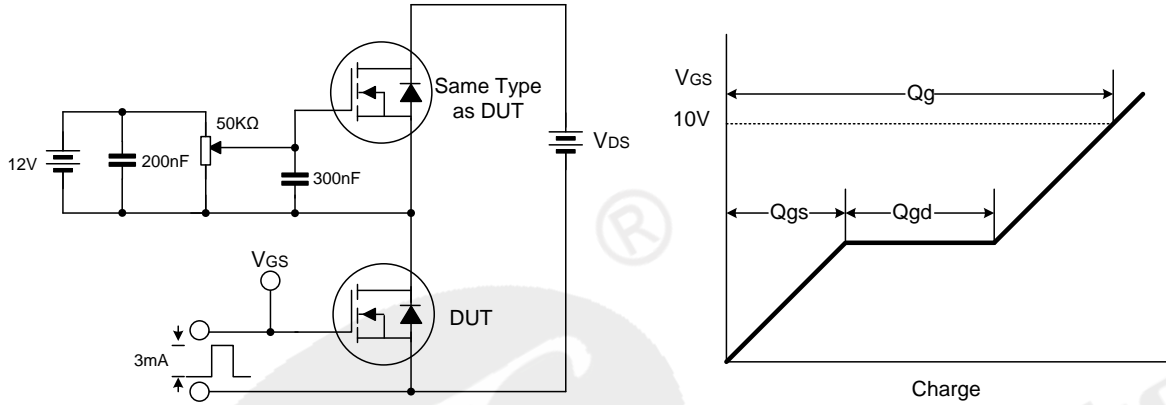 Same Type
as DUT
50KΩ
12V
200nF
300nF
VDS
VGS
DUT
3mA
VGS
Qg
10V
Qgs
Qgd
Charge
®